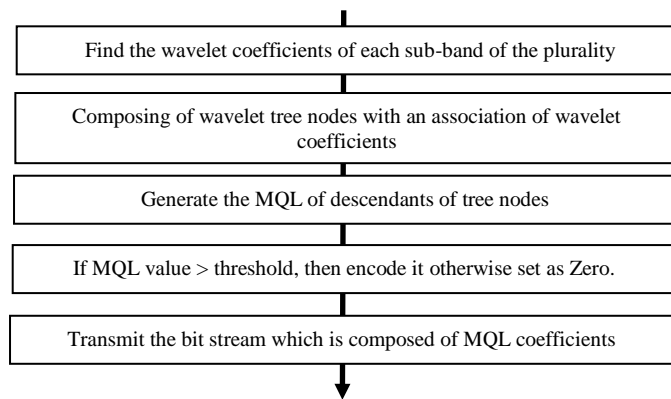 Find the wavelet coefficients of each sub-band of the plurality
Composing of wavelet tree nodes with an association of wavelet
coefficients
Generate the MQL of descendants of tree nodes
If MQL value > threshold, then encode it otherwise set as Zero.
Transmit the bit stream which is composed of MQL coefficients